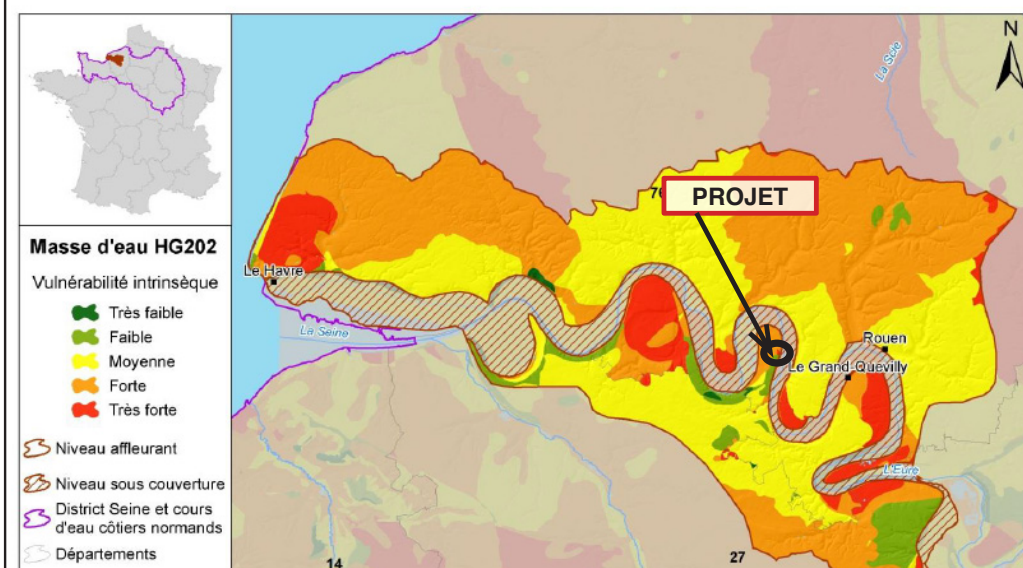 Masse d'eau HG202
Vulnérabilité intrinsèque
Très faible
Faible
Moyenne
Forte
Très forte
Niveau affleurant
Niveau sous couverture
District Seine et cours
d'eau côtiers normands
Départements
N
La Scie
76
PROJET
Le Havre
La Seine
Rouen
Le Grand-Quevilly
L'Eure
14
27